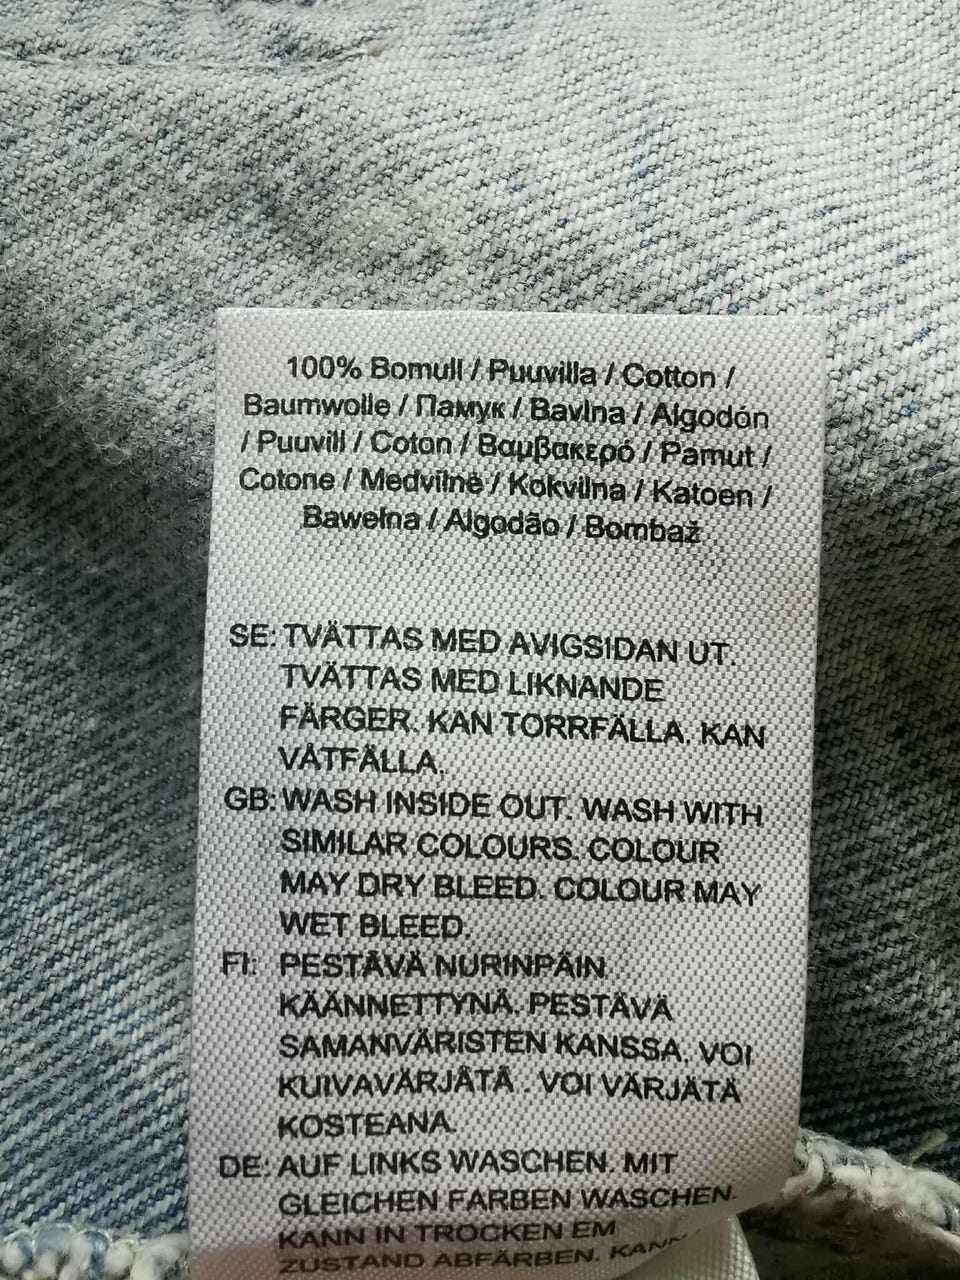 100% Bomull / Puuvilla / Cotton /
Baumwolle / Памук / Bavlna / Algodón
/ Puuvill / Coton / Βαμβακερό / Pamut /
Cotone / Medvilnė / Kokvilna / Katoen /
Bawełna / Algodão / Bombaž
SE: TVÄTTAS MED AVIGSIDAN UT.
TVÄTTAS MED LIKNANDE
FÄRGER. KAN TORRFÄLLA. KAN
VÅTFÄLLA.
GB: WASH INSIDE OUT. WASH WITH
SIMILAR COLOURS. COLOUR
MAY DRY BLEED. COLOUR MAY
WET BLEED.
FI: PESTÄVÄ NURINPÄIN
KÄÄNNETTYNÄ. PESTÄVÄ
SAMANVÄRISTEN KANSSA. VOI
KUIVAVÄRJÄTÄ . VOI VÄRJÄTÄ
KOSTEANA.
DE: AUF LINKS WASCHEN. MIT
GLEICHEN FARBEN WASCHEN.
KANN IN TROCKEN EM
ZUSTAND ABFÄRBEN. KANN